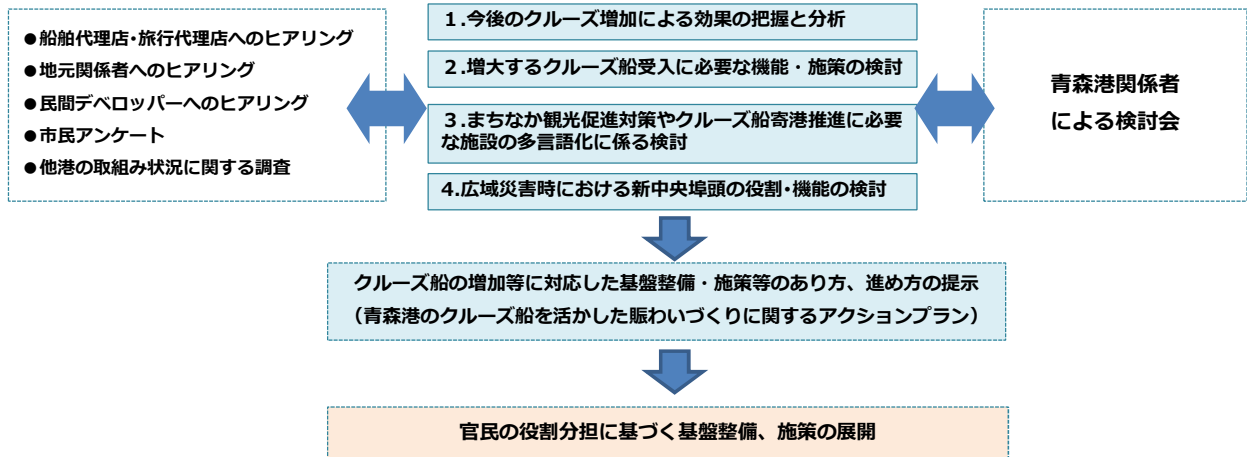 ●船舶代理店･旅行代理店へのヒアリング
●地元関係者へのヒアリング
●民間デベロッパーへのヒアリング
●市民アンケート
●他港の取組み状況に関する調査
１.今後のクルーズ増加による効果の把握と分析
２.増大するクルーズ船受入に必要な機能・施策の検討
３.まちなか観光促進対策やクルーズ船寄港推進に必要
な施設の多言語化に係る検討
４.広域災害時における新中央埠頭の役割･機能の検討
青森港関係者
による検討会
クルーズ船の増加等に対応した基盤整備・施策等のあり方、進め方の提示
（青森港のクルーズ船を活かした賑わいづくりに関するアクションプラン）
官民の役割分担に基づく基盤整備、施策の展開